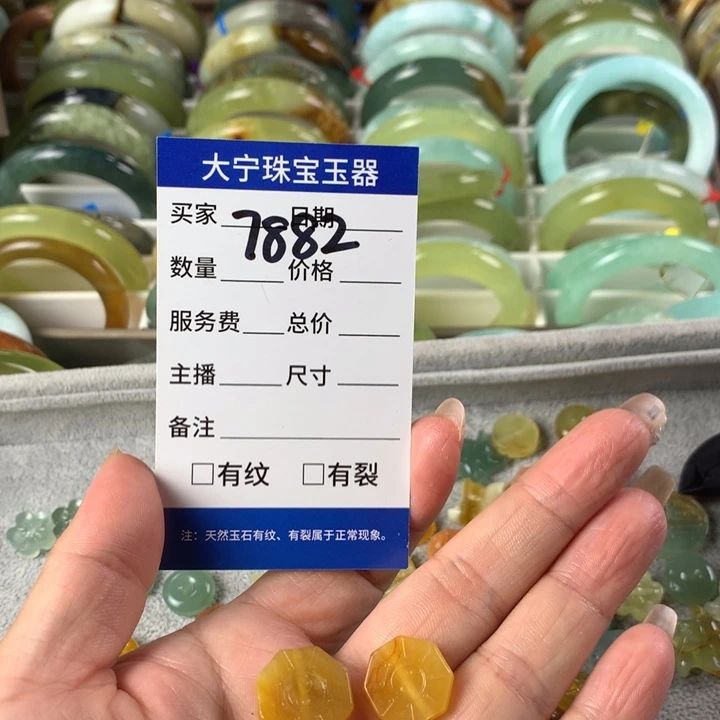 大宁珠宝玉器
买家 日期
7882
数量 价格
服务费 总价
主播 尺寸
备注
□有纹 □有裂
注：天然玉石有纹、有裂属于正常现象。